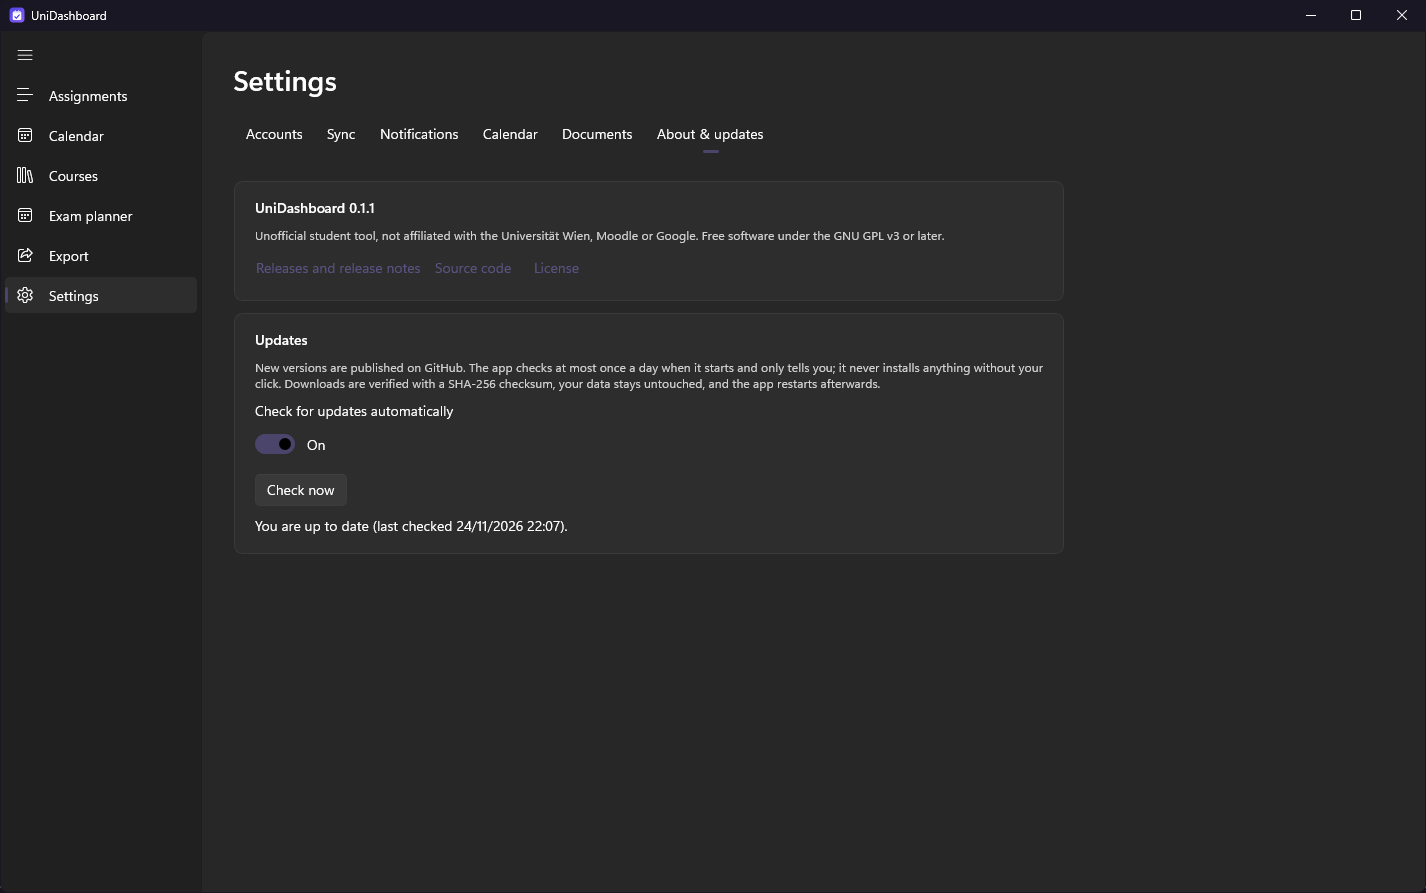 UniDashboard
Assignments
Calendar
Courses
Exam planner
Export
Settings
Settings
Accounts Sync Notifications Calendar Documents About & updates
UniDashboard 0.1.1
Unofficial student tool, not affiliated with the Universität Wien, Moodle or Google. Free software under the GNU GPL v3 or later.
Releases and release notes Source code License
Updates
New versions are published on GitHub. The app checks at most once a day when it starts and only tells you; it never installs anything without your
click. Downloads are verified with a SHA-256 checksum, your data stays untouched, and the app restarts afterwards.
Check for updates automatically
On
Check now
You are up to date (last checked 24/11/2026 22:07).